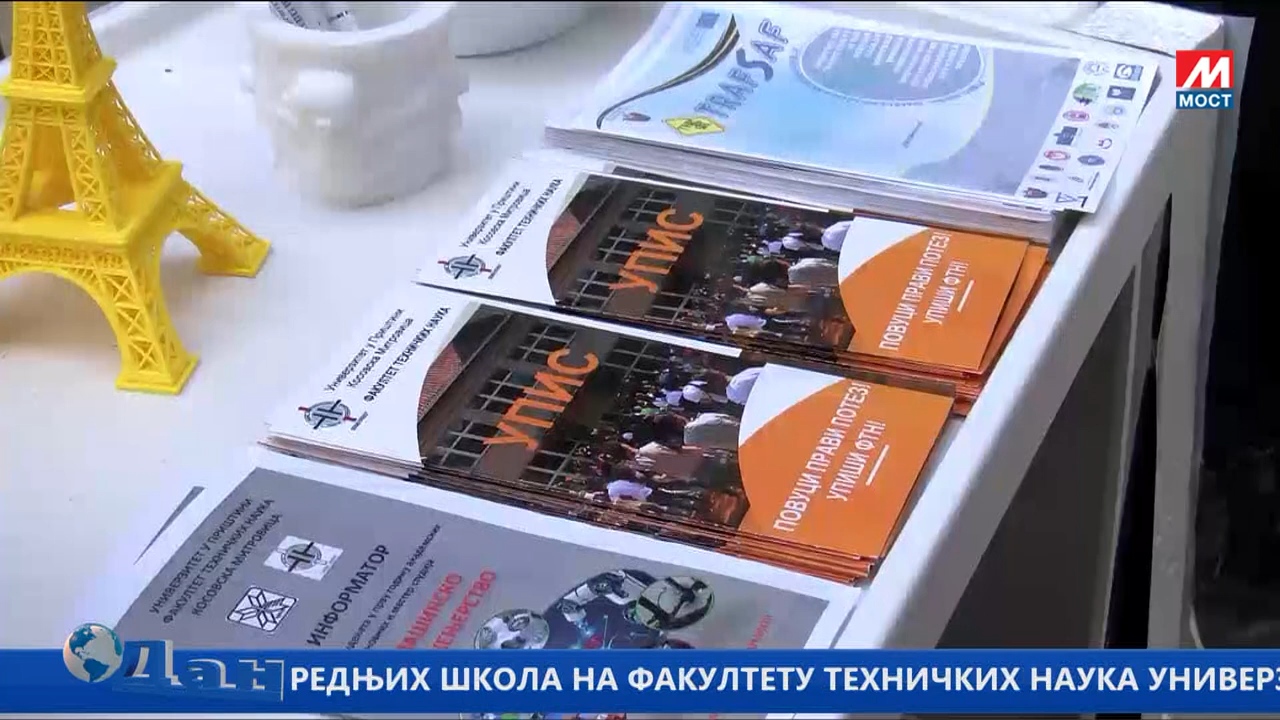 М
МОСТ
TRAFSAF
Универзитет у Приштини
Косовска Митровица
ФАКУЛТЕТ ТЕХНИЧКИХ НАУКА
УПИС
ПОВУЦИ ПРАВИ ПОТЕЗ!
УПИШИ ФТН!
Универзитет у Приштини
Косовска Митровица
ФАКУЛТЕТ ТЕХНИЧКИХ НАУКА
УПИС
ПОВУЦИ ПРАВИ ПОТЕЗ!
УПИШИ ФТН!
УНИВЕРЗИТЕТ У ПРИШТИНИ
ФАКУЛТЕТ ТЕХНИЧКИХ НАУКА
КОСОВСКА МИТРОВИЦА
ИНФОРМАТОР
Дан
РЕДЊИХ ШКОЛА НА ФАКУЛТЕТУ ТЕХНИЧКИХ НАУКА УНИВЕРЗ